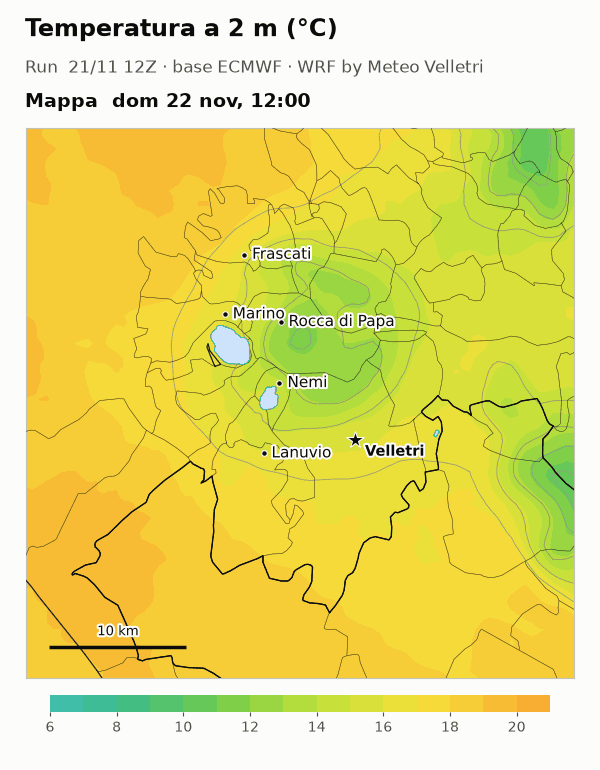 Temperatura a 2 m (°C)
Run  21/11 12Z · base ECMWF · WRF by Meteo Velletri
Mappa  dom 22 nov, 12:00
Frascati
Marino
Rocca di Papa
Nemi
Velletri
Lanuvio
10 km
6 8 10 12 14 16 18 20